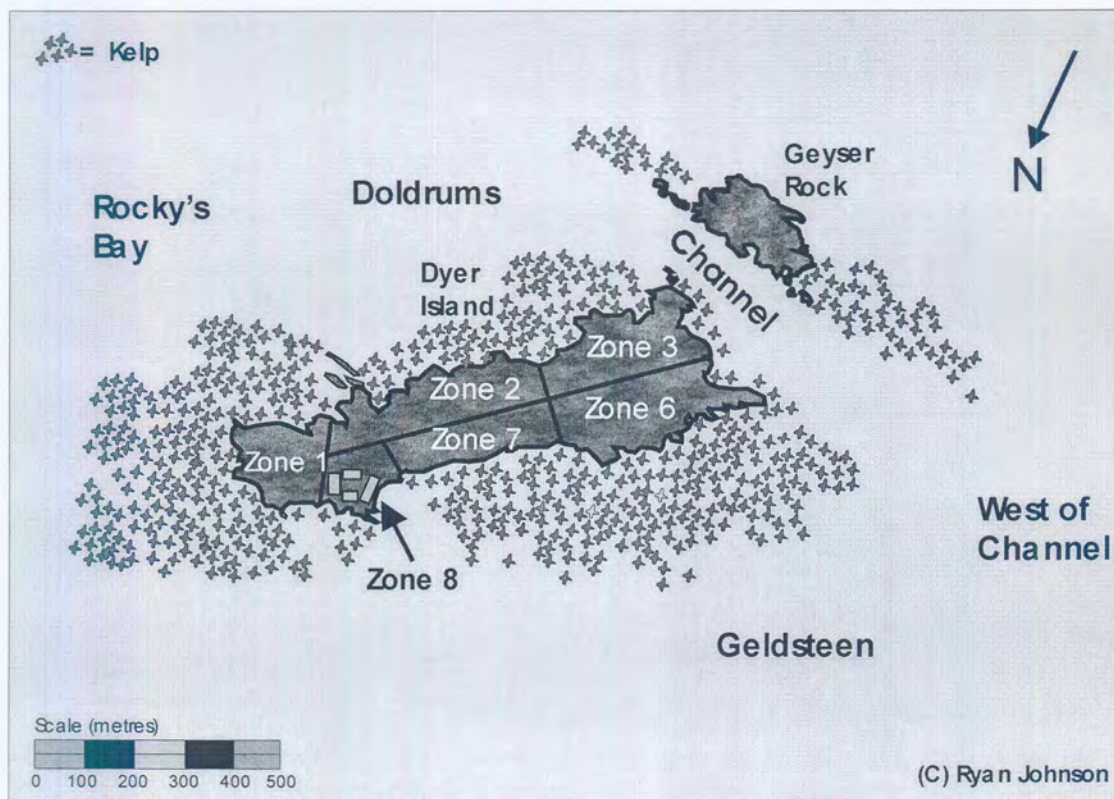 = Kelp
Geyser
Rock
N
Doldrums
Rocky's
Bay
Channel
Dyer
Island
Zone 3
Zone 2
Zone 6
Zone 7
Zone 1
West of
Channel
Zone 8
Geldsteen
Scale (metres)
0 100 200 300 400 500
(C) Ryan Johnson